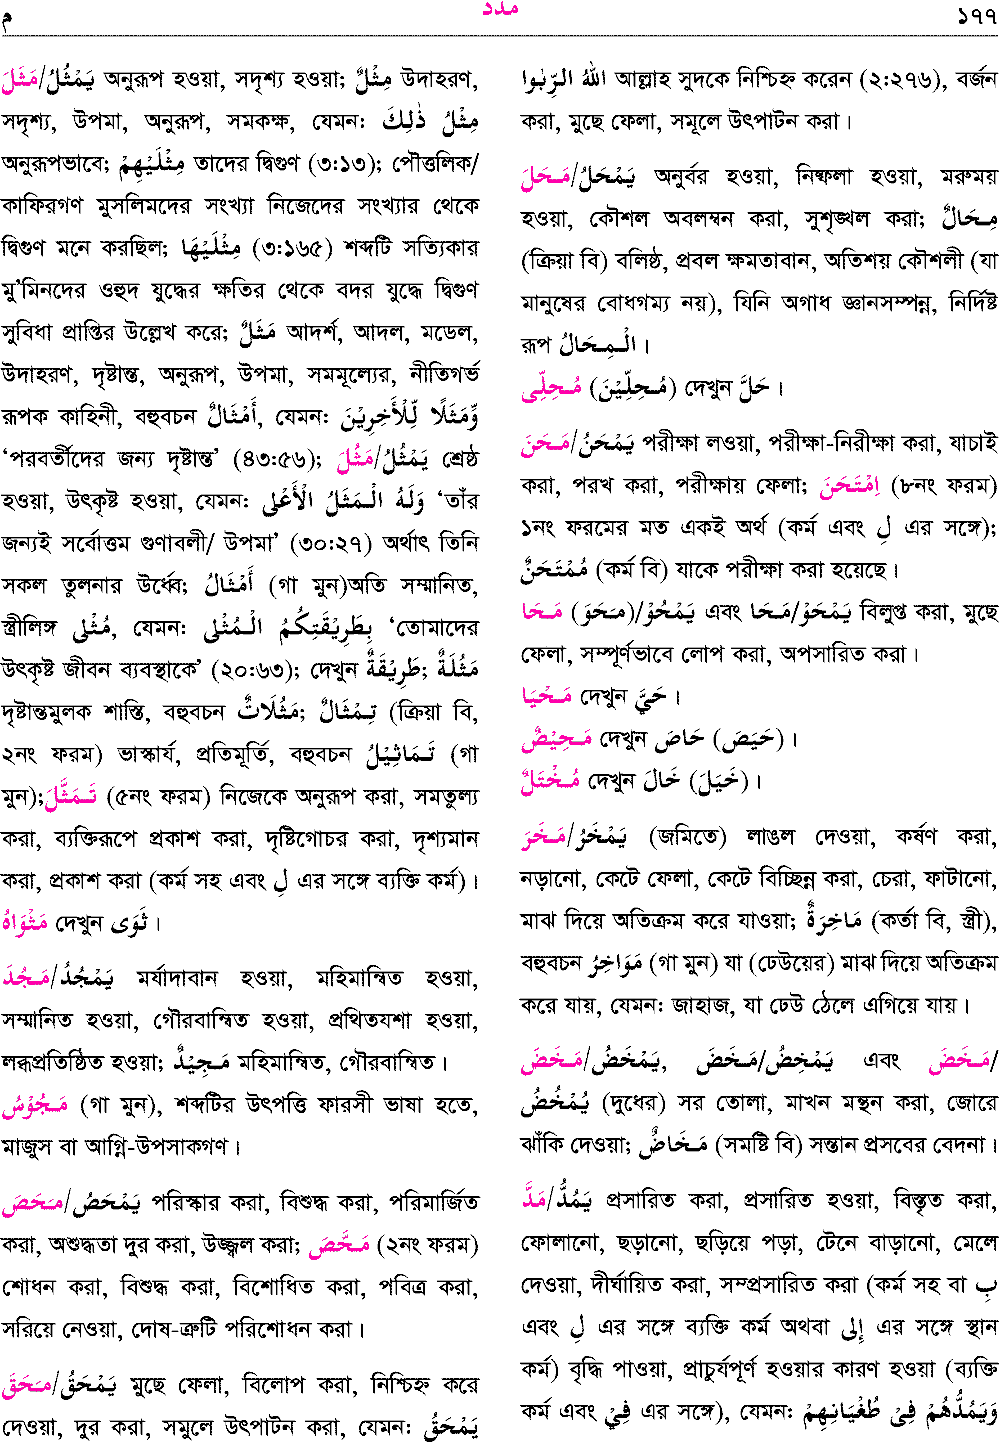 م مدد ১৭৭
مَثَلَ/يَمْثُلُ অনুরূপ হওয়া, সদৃশ্য হওয়া; مِثْلٌ উদাহরণ,
সদৃশ্য, উপমা, অনুরূপ, সমকক্ষ, যেমন: مِثْلُ ذٰلِكَ
অনুরূপভাবে; مِثْلَيْهِمْ তাদের দ্বিগুণ (৩:১৩); পৌত্তলিক/
কাফিরগণ মুসলিমদের সংখ্যা নিজেদের সংখ্যার থেকে
দ্বিগুণ মনে করছিল; مِثْلَيْهَا (৩:১৬৫) শব্দটি সত্যিকার
মু’মিনদের ওহুদ যুদ্ধের ক্ষতির থেকে বদর যুদ্ধে দ্বিগুণ
সুবিধা প্রাপ্তির উল্লেখ করে; مَثَلٌ আদর্শ, আদল, মডেল,
উদাহরণ, দৃষ্টান্ত, অনুরূপ, উপমা, সমমূল্যের, নীতিগর্ভ
রূপক কাহিনী, বহুবচন أَمْثَالٌ, যেমন: وَّمَثَلًا لِّلْأَخِرِيْنَ
‘পরবর্তীদের জন্য দৃষ্টান্ত’ (৪৩:৫৬); مَثُلَ/يَمْثُلُ শ্রেষ্ঠ
হওয়া, উৎকৃষ্ট হওয়া, যেমন: وَلَهُ الْمَثَلُ الْأَعْلٰى ‘তাঁর
জন্যই সর্বোত্তম গুণাবলী/ উপমা’ (৩০:২৭) অর্থাৎ তিনি
সকল তুলনার উর্ধ্বে; أَمْثَالُ (গা মুন)অতি সম্মানিত,
স্ত্রীলিঙ্গ مُثْلٰى, যেমন: بِطَرِيْقَتِكُمُ الْمُثْلٰى ‘তোমাদের
উৎকৃষ্ট জীবন ব্যবস্থাকে’ (২০:৬৩); দেখুন طَرِيْقَةٌ; مَثُلَةٌ
দৃষ্টান্তমুলক শাস্তি, বহুবচন مَثُلَاتٌ; تِمْثَالٌ (ক্রিয়া বি,
২নং ফরম) ভাস্কার্য, প্রতিমূর্তি, বহুবচন تَمَاثِيْلُ (গা
মুন); تَمَثَّلَ (৫নং ফরম) নিজেকে অনুরূপ করা, সমতুল্য
করা, ব্যক্তিরূপে প্রকাশ করা, দৃষ্টিগোচর করা, দৃশ্যমান
করা, প্রকাশ করা (কর্ম সহ এবং لِ এর সঙ্গে ব্যক্তি কর্ম)।
مَثْوَاهُ দেখুন ثَوَى।
مَجُدَ/يَمْجُدُ মর্যাদাবান হওয়া, মহিমান্বিত হওয়া,
সম্মানিত হওয়া, গৌরবান্বিত হওয়া, প্রথিতযশা হওয়া,
লব্ধপ্রতিষ্ঠিত হওয়া; مَجِيْدٌ মহিমান্বিত, গৌরবান্বিত।
مَجُوْسُ (গা মুন), শব্দটির উৎপত্তি ফারসী ভাষা হতে,
মাজুস বা আগ্নি-উপসাকগণ।
مَحَصَ/يَمْحَصُ পরিস্কার করা, বিশুদ্ধ করা, পরিমার্জিত
করা, অশুদ্ধতা দুর করা, উজ্জ্বল করা; مَحَّصَ (২নং ফরম)
শোধন করা, বিশুদ্ধ করা, বিশোধিত করা, পবিত্র করা,
সরিয়ে নেওয়া, দোষ-ত্রুটি পরিশোধন করা।
مَحَقَ/يَمْحَقُ মুছে ফেলা, বিলোপ করা, নিশ্চিহ্ন করে
দেওয়া, দুর করা, সমুলে উৎপাটন করা, যেমন: يَمْحَقُ
اللهُ الرِّبٰوا আল্লাহ সুদকে নিশ্চিহ্ন করেন (২:২৭৬), বর্জন
করা, মুছে ফেলা, সমূলে উৎপাটন করা।
مَحَلَ/يَمْحَلُ অনুর্বর হওয়া, নিষ্ফলা হওয়া, মরুময়
হওয়া, কৌশল অবলম্বন করা, সুশৃঙ্খল করা; مِحَالٌ
(ক্রিয়া বি) বলিষ্ঠ, প্রবল ক্ষমতাবান, অতিশয় কৌশলী (যা
মানুষের বোধগম্য নয়), যিনি অগাধ জ্ঞানসম্পন্ন, নির্দিষ্ট
রূপ الْمِحَالُ।
مُحِلِّى (مُحِلِّيْنَ) দেখুন حَلَّ।
مَحَنَ/يَمْحَنُ পরীক্ষা লওয়া, পরীক্ষা-নিরীক্ষা করা, যাচাই
করা, পরখ করা, পরীক্ষায় ফেলা; اِمْتَحَنَ (৮নং ফরম)
১নং ফরমের মত একই অর্থ (কর্ম এবং لِ এর সঙ্গে);
مُمْتَحَنٌ (কর্ম বি) যাকে পরীক্ষা করা হয়েছে।
مَحَا (مَحَوَ)/يَمْحُوْ এবং مَحَا/يَمْحَوْ বিলুপ্ত করা, মুছে
ফেলা, সম্পূর্ণভাবে লোপ করা, অপসারিত করা।
مَحْيَا দেখুন حَيَّ।
مَحِيْضٌ দেখুন حَاضَ (حَيَضَ)।
مُخْتَلٌ দেখুন خَالَ (خَيَلَ)।
مَخَرَ/يَمْخَرُ (জমিতে) লাঙল দেওয়া, কর্ষণ করা,
নড়ানো, কেটে ফেলা, কেটে বিচ্ছিন্ন করা, চেরা, ফাটানো,
মাঝ দিয়ে অতিক্রম করে যাওয়া; مَاخِرَةٌ (কর্তা বি, স্ত্রী),
বহুবচন مَوَاخِرُ (গা মুন) যা (ঢেউয়ের) মাঝ দিয়ে অতিক্রম
করে যায়, যেমন: জাহাজ, যা ঢেউ ঠেলে এগিয়ে যায়।
مَخَضَ/يَمْخَضُ, مَخَضَ/يَمْخِضُ এবং مَخَضَ/
يُمْخُضُ (দুধের) সর তোলা, মাখন মন্থন করা, জোরে
ঝাঁকি দেওয়া; مَخَاضٌ (সমষ্টি বি) সন্তান প্রসবের বেদনা।
مَدَّ/يَمُدُّ প্রসারিত করা, প্রসারিত হওয়া, বিস্তৃত করা,
ফোলানো, ছড়ানো, ছড়িয়ে পড়া, টেনে বাড়ানো, মেলে
দেওয়া, দীর্ঘায়িত করা, সম্প্রসারিত করা (কর্ম সহ বা بِ
এবং لِ এর সঙ্গে ব্যক্তি কর্ম অথবা إِلٰى এর সঙ্গে স্থান
কর্ম) বৃদ্ধি পাওয়া, প্রাচুর্যপূর্ণ হওয়ার কারণ হওয়া (ব্যক্তি
কর্ম এবং فِيْ এর সঙ্গে), যেমন: وَيَمُدُّهُمْ فِيْ طُغْيَانِهِمْ